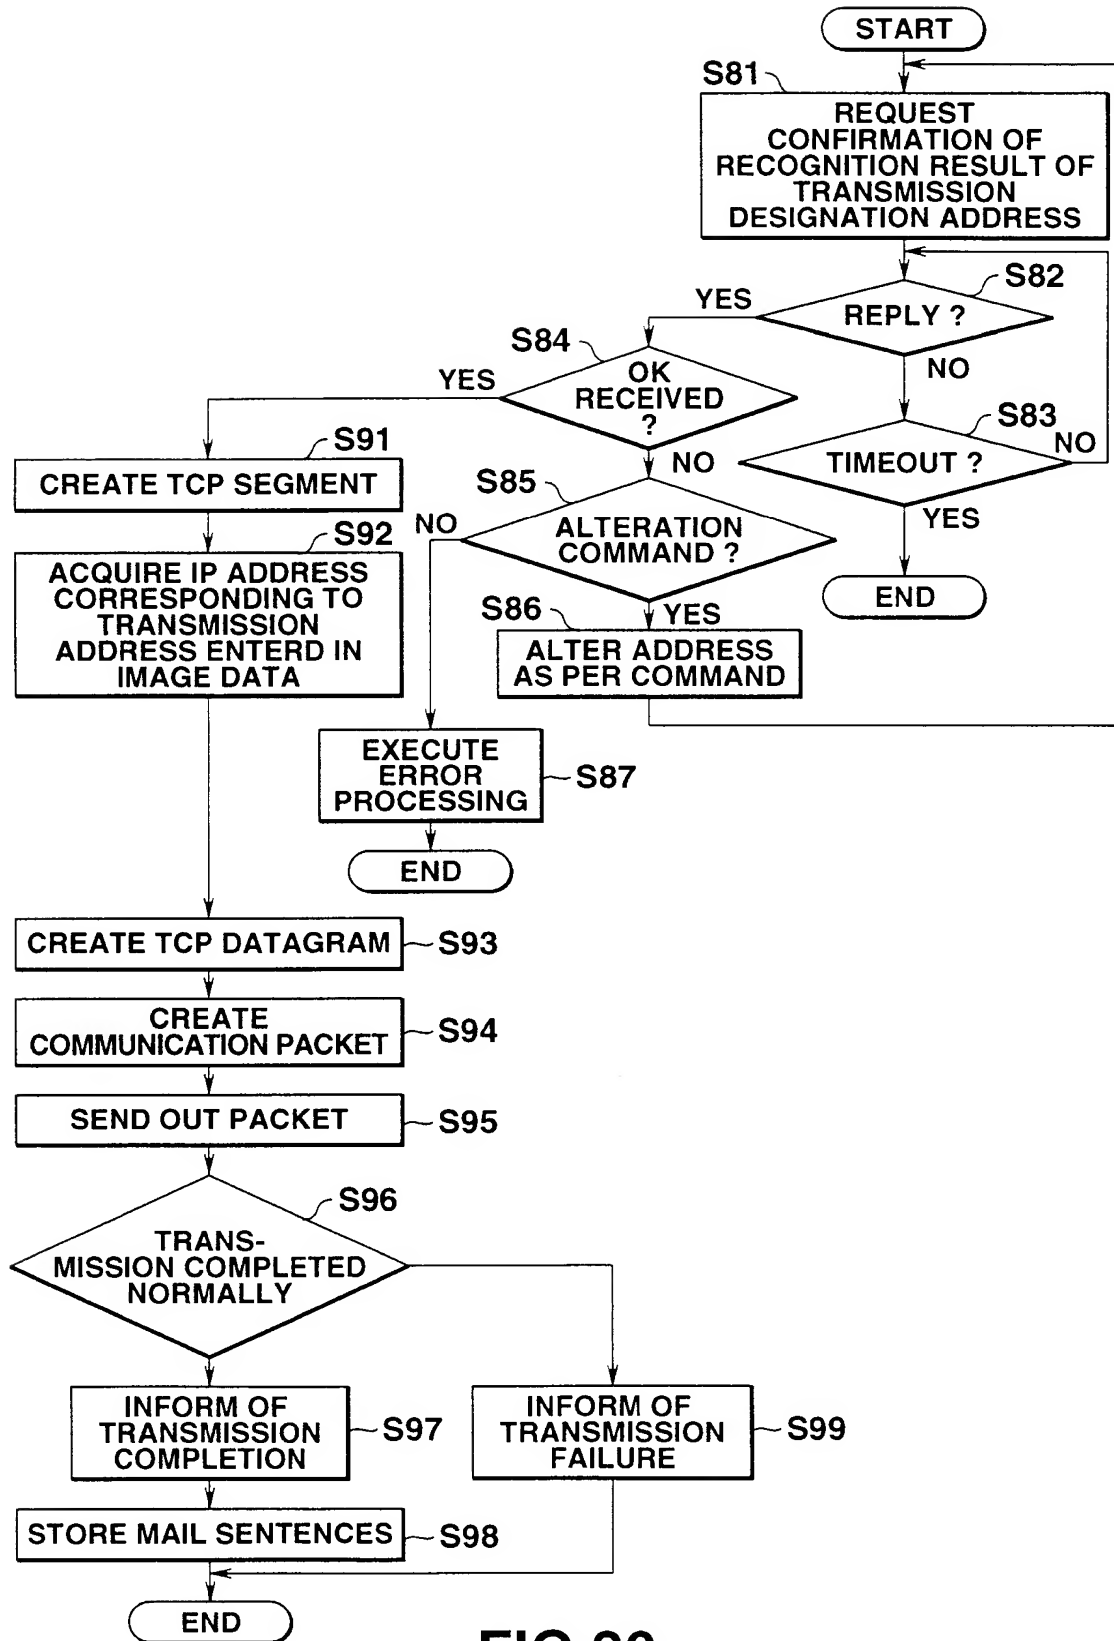 START
S81
REQUEST
CONFIRMATION OF
RECOGNITION RESULT OF
TRANSMISSION
DESIGNATION ADDRESS
S82
YES
REPLY ?
NO
S84
YES
OK
RECEIVED
?
NO
S83
NO
TIMEOUT ?
YES
END
S91
CREATE TCP SEGMENT
S85
NO
ALTERATION
COMMAND ?
YES
S92
ACQUIRE IP ADDRESS
CORRESPONDING TO
TRANSMISSION
ADDRESS ENTERD IN
IMAGE DATA
S86
ALTER ADDRESS
AS PER COMMAND
EXECUTE
ERROR
PROCESSING
S87
END
CREATE TCP DATAGRAM
S93
CREATE
COMMUNICATION PACKET
S94
SEND OUT PACKET
S95
S96
TRANS-
MISSION COMPLETED
NORMALLY
INFORM OF
TRANSMISSION
COMPLETION
S97
INFORM OF
TRANSMISSION
FAILURE
S99
STORE MAIL SENTENCES
S98
END